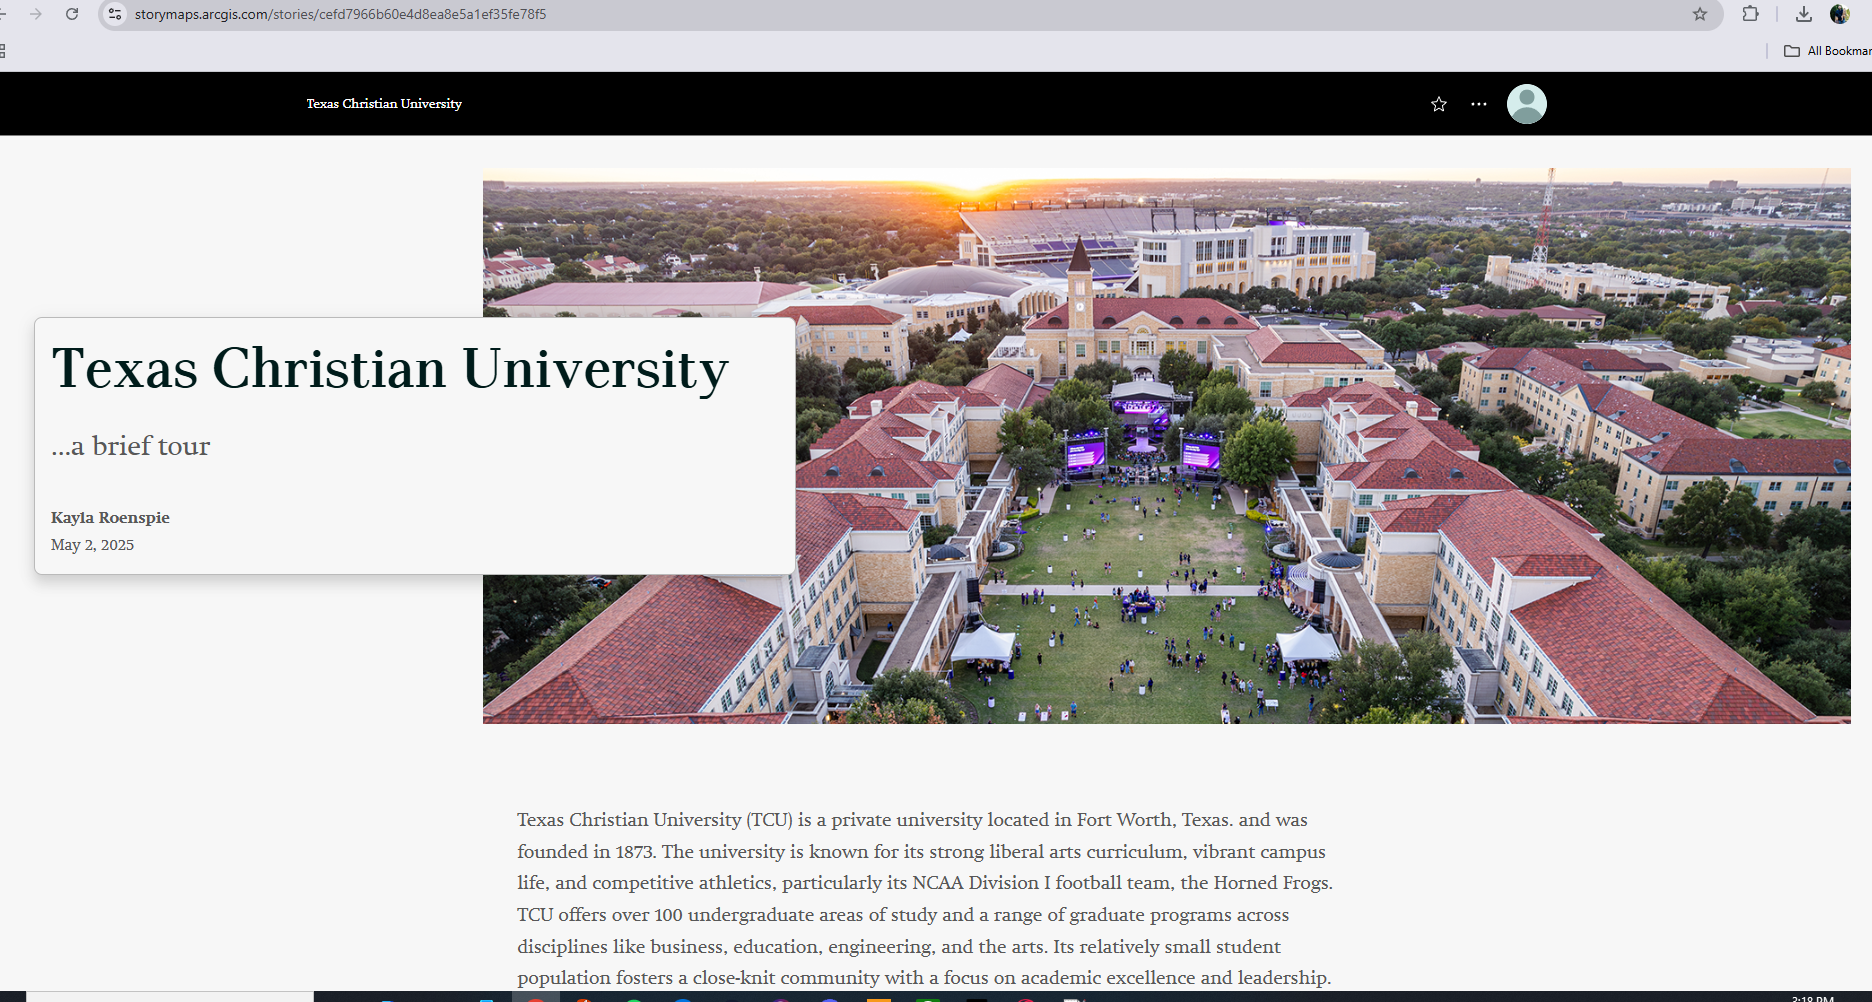 storymaps.arcgis.com/stories/cefd7966b60e4d8ea8e5a1ef35fe78f5
All Bookmar
Texas Christian University
Texas Christian University
...a brief tour
Kayla Roenspie
May 2, 2025
Texas Christian University (TCU) is a private university located in Fort Worth, Texas. and was
founded in 1873. The university is known for its strong liberal arts curriculum, vibrant campus
life, and competitive athletics, particularly its NCAA Division I football team, the Horned Frogs.
TCU offers over 100 undergraduate areas of study and a range of graduate programs across
disciplines like business, education, engineering, and the arts. Its relatively small student
population fosters a close-knit community with a focus on academic excellence and leadership.